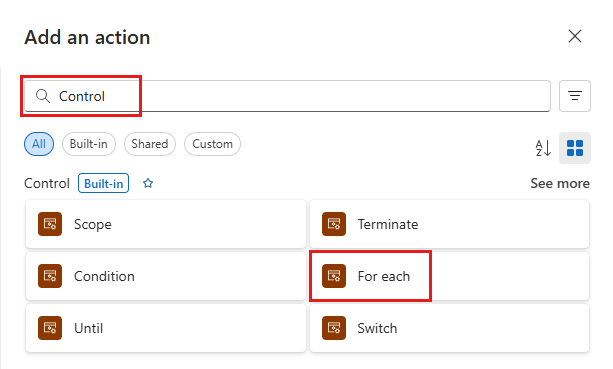 Add an action
Control
All Built-in Shared Custom
A
Z
Control Built-in See more
Scope Terminate
Condition For each
Until Switch